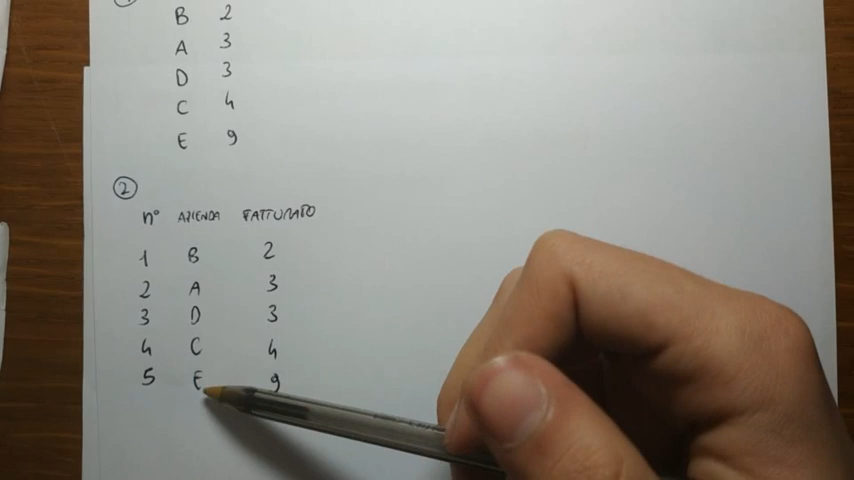 B 2
A 3
D 3
C 4
E 9
2
n° AZIENDA FATTURATO
1 B 2
2 A 3
3 D 3
4 C 4
5 E 9